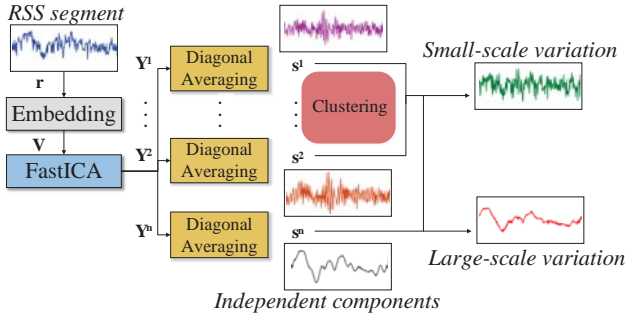 RSS segment
r
Embedding
V
FastICA
Y¹
Diagonal
Averaging
s¹
Clustering
Y²
Diagonal
Averaging
s²
Yⁿ
Diagonal
Averaging
sⁿ
Independent components
Small-scale variation
Large-scale variation